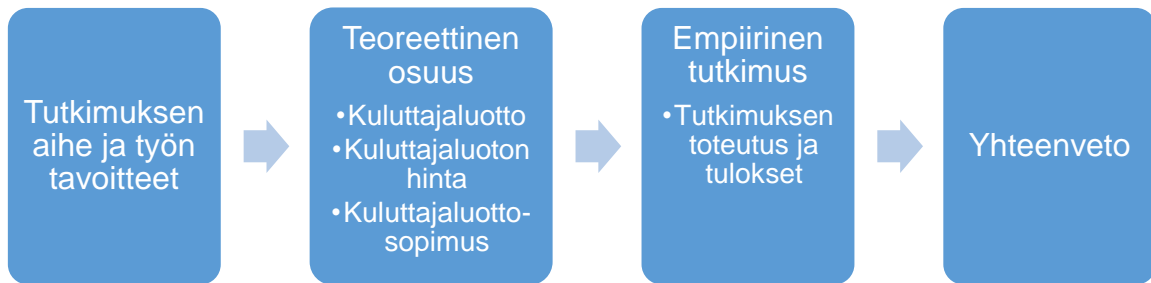 Tutkimuksen
aihe ja työn
tavoitteet
Teoreettinen
osuus
•Kuluttajaluotto
•Kuluttajaluoton
hinta
•Kuluttajaluotto-
sopimus
Empiirinen
tutkimus
•Tutkimuksen
toteutus ja
tulokset
Yhteenveto